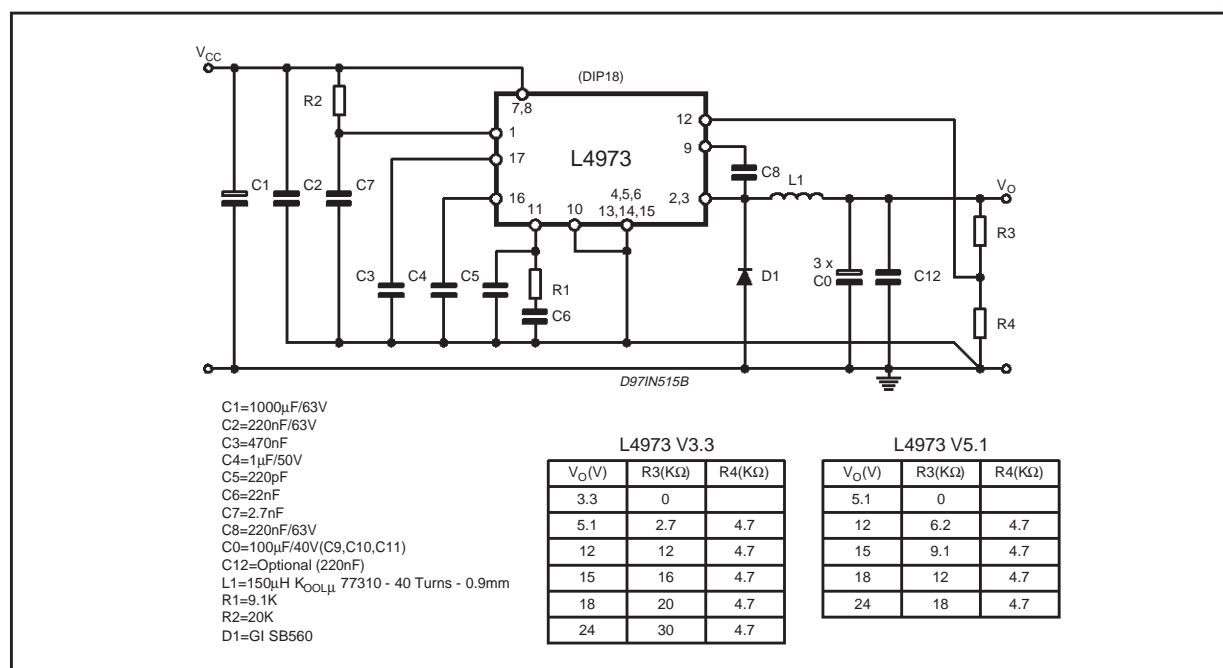 V_CC
(DIP18)
R2
7,8
12
1
9
17
L4973
C8
L1
V_O
C1
C2
C7
16
4,5,6
2,3
11
10
13,14,15
R3
3 x
C3
C4
C5
R1
D1
C0
C12
C6
R4
D97IN515B
C1=1000µF/63V
C2=220nF/63V
C3=470nF
C4=1µF/50V
C5=220pF
C6=22nF
C7=2.7nF
C8=220nF/63V
C0=100µF/40V(C9,C10,C11)
C12=Optional (220nF)
L1=150µH K_OOLµ 77310 - 40 Turns - 0.9mm
R1=9.1K
R2=20K
D1=GI SB560
L4973 V3.3
V_O(V) R3(KΩ) R4(KΩ)
3.3 0
5.1 2.7 4.7
12 12 4.7
15 16 4.7
18 20 4.7
24 30 4.7
L4973 V5.1
V_O(V) R3(KΩ) R4(KΩ)
5.1 0
12 6.2 4.7
15 9.1 4.7
18 12 4.7
24 18 4.7